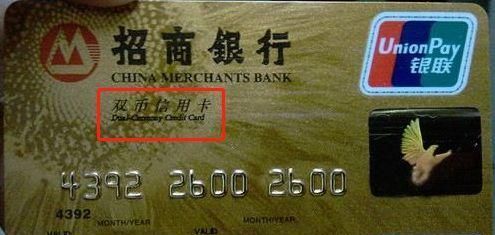 招商銀行
CHINA MERCHANTS BANK
UnionPay
银联
双币信用卡
Dual-Currency Credit Card
4392 2600 2600
4392
MONTH/YEAR MONTH/YEAR